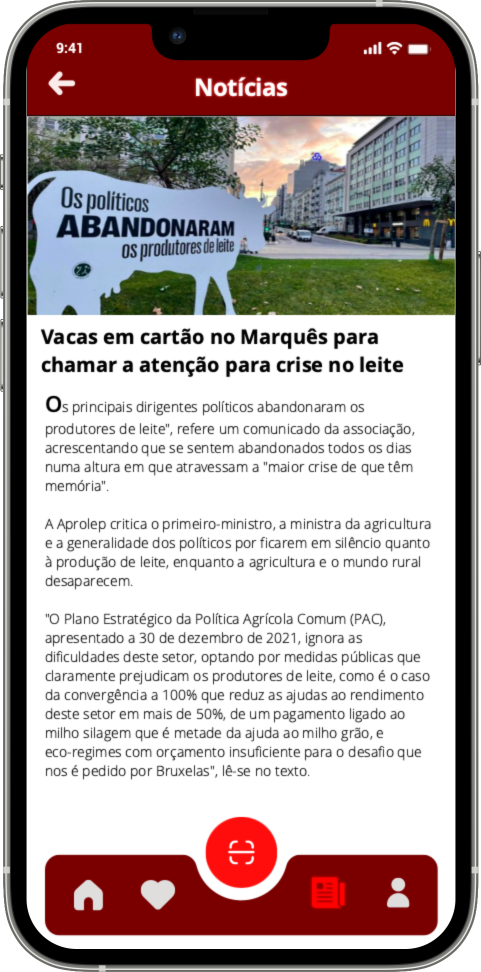 9:41
Notícias
Os políticos
ABANDONARAM
os produtores de leite
Vacas em cartão no Marquês para
chamar a atenção para crise no leite
Os principais dirigentes políticos abandonaram os
produtores de leite", refere um comunicado da associação,
acrescentando que se sentem abandonados todos os dias
numa altura em que atravessam a "maior crise de que têm
memória".
A Aprolep critica o primeiro-ministro, a ministra da agricultura
e a generalidade dos políticos por ficarem em silêncio quanto
à produção de leite, enquanto a agricultura e o mundo rural
desaparecem.
"O Plano Estratégico da Política Agrícola Comum (PAC),
apresentado a 30 de dezembro de 2021, ignora as
dificuldades deste setor, optando por medidas públicas que
claramente prejudicam os produtores de leite, como é o caso
da convergência a 100% que reduz as ajudas ao rendimento
deste setor em mais de 50%, de um pagamento ligado ao
milho silagem que é metade da ajuda ao milho grão, e
eco-regimes com orçamento insuficiente para o desafio que
nos é pedido por Bruxelas", lê-se no texto.